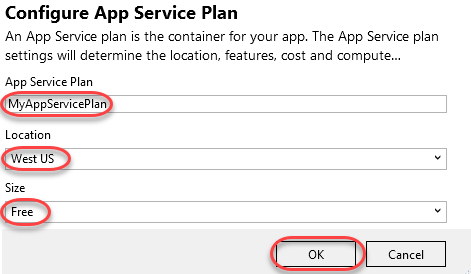 Configure App Service Plan
An App Service plan is the container for your app. The App Service plan
settings will determine the location, features, cost and compute...
App Service Plan
MyAppServicePlan
Location
West US
Size
Free
OK Cancel